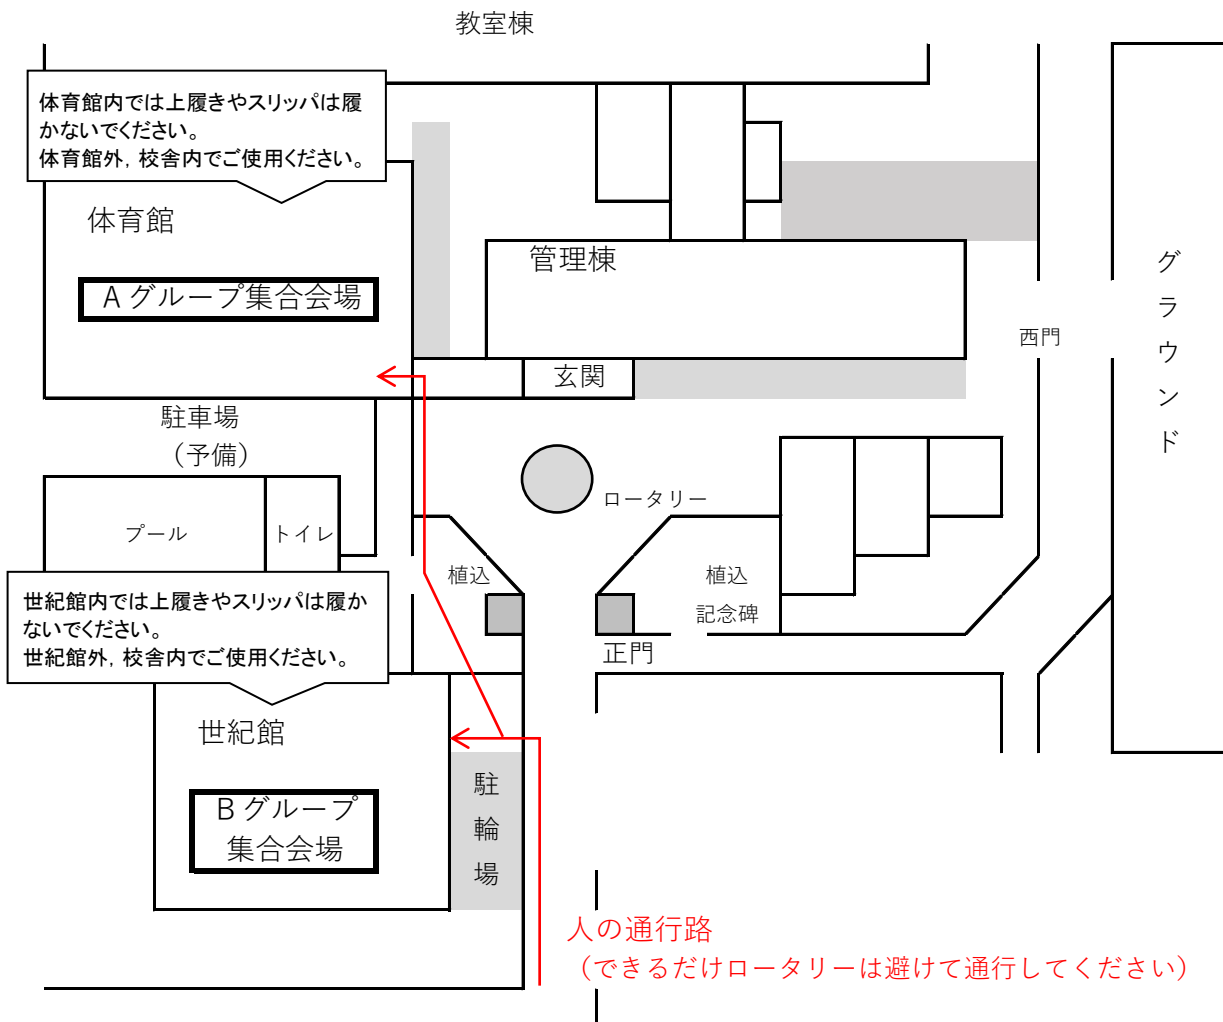 教室棟
体育館内では上履きやスリッパは履
かないでください。
体育館外，校舎内でご使用ください。
体育館
Ａグループ集合会場
管理棟
玄関
西門
グラウンド
駐車場
（予備）
プール
トイレ
ロータリー
植込
植込
記念碑
正門
世紀館内では上履きやスリッパは履か
ないでください。
世紀館外，校舎内でご使用ください。
世紀館
Ｂグループ
集合会場
駐輪場
人の通行路
（できるだけロータリーは避けて通行してください）